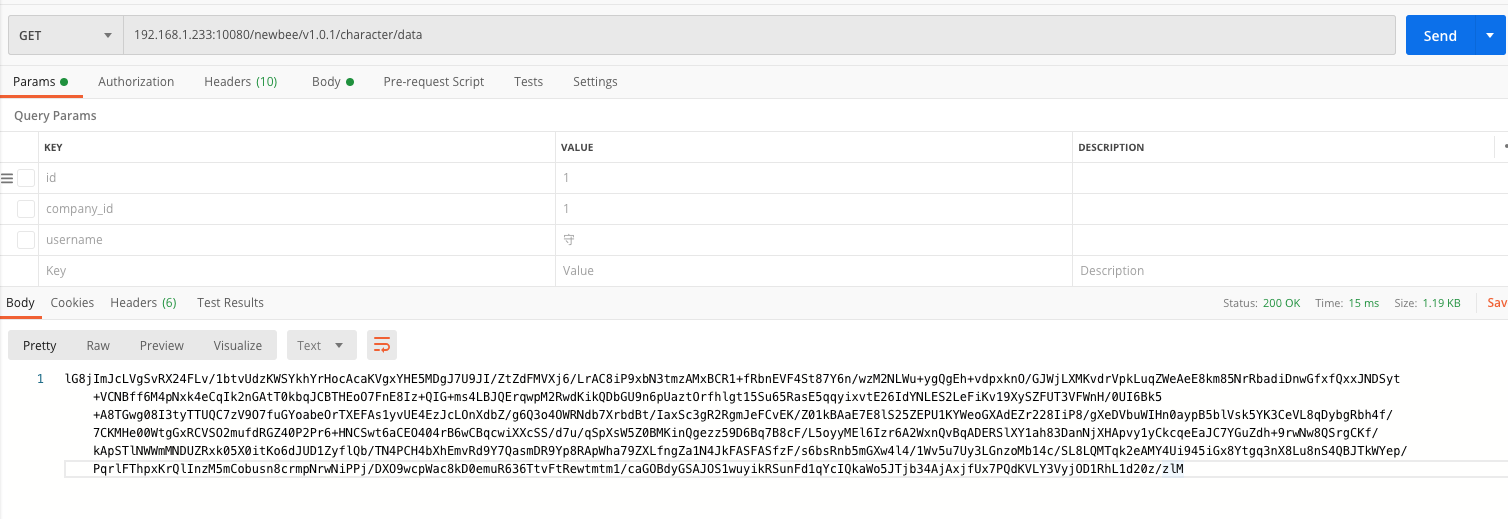 GET 192.168.1.233:10080/newbee/v1.0.1/character/data Send
Params Authorization Headers (10) Body Pre-request Script Tests Settings
Query Params
KEY VALUE DESCRIPTION
id 1
company_id 1
username 守
Key Value Description
Body Cookies Headers (6) Test Results Status: 200 OK Time: 15 ms Size: 1.19 KB Sav
Pretty Raw Preview Visualize Text
1 lG8jImJcLVgSvRX24FLv/1btvUdzKWSYkhYrHocAcaKVgxYHE5MDgJ7U9JI/ZtZdFMVXj6/LrAC8iP9xbN3tmzAMxBCR1+fRbnEVF4St87Y6n/wzM2NLWu+ygQgEh+vdpxknO/GJWjLXMKvdrVpkLuqZWeAeE8km85NrRbadiDnwGfxfQxxJNDSyt
+VCNBff6M4pNxk4eCqIk2nGAtT0kbqJCBTHEoO7FnE8Iz+QIG+ms4LBJQErqwpM2RwdKikQDbGU9n6pUaztOrfhlgt15Su65RasE5qqyixvtE26IdYNLES2LeFiKv19XySZFUT3VFWnH/0UI6Bk5
+A8TGwg08I3tyTTUQC7zV9O7fuGYoabeOrTXEFAs1yvUE4EzJcLOnXdbZ/g6Q3o4OWRNdb7XrbdBt/IaxSc3gR2RgmJeFCvEK/Z01kBAaE7E8lS25ZEPU1KYWeoGXAdEZr228IiP8/gXeDVbuWIHn0aypB5blVsk5YK3CeVL8qDybgRbh4f/
7CKMHe00WtgGxRCVSO2mufdRGZ40P2Pr6+HNCSwt6aCEO404rB6wCBqcwiXXcSS/d7u/qSpXsW5Z0BMKinQgezz59D6Bq7B8cF/L5oyyMEl6Izr6A2WxnQvBqADERSlXY1ah83DanNjXHApvy1yCkcqeEaJC7YGuZdh+9rwNw8QSrgCKf/
kApSTlNWWmMNDUZRxk05X0itKo6dJUD1ZyflQb/TN4PCH4bXhEmvRd9Y7QasmDR9Yp8RApWha79ZXLfngZa1N4JkFASFASfzF/s6bsRnb5mGXw4l4/1Wv5u7Uy3LGnzoMb14c/SL8LQMTqk2eAMY4Ui945iGx8Ytgq3nX8Lu8nS4QBJTkWYep/
PqrlFThpxKrQlInzM5mCobusn8crmpNrwNiPPj/DXO9wcpWac8kD0emuR636TtvFtRewtmtm1/caGOBdyGSAJOS1wuyikRSunFd1qYcIQkaWo5JTjb34AjAxjfUx7PQdKVLY3VyjOD1RhL1d20z/zlM